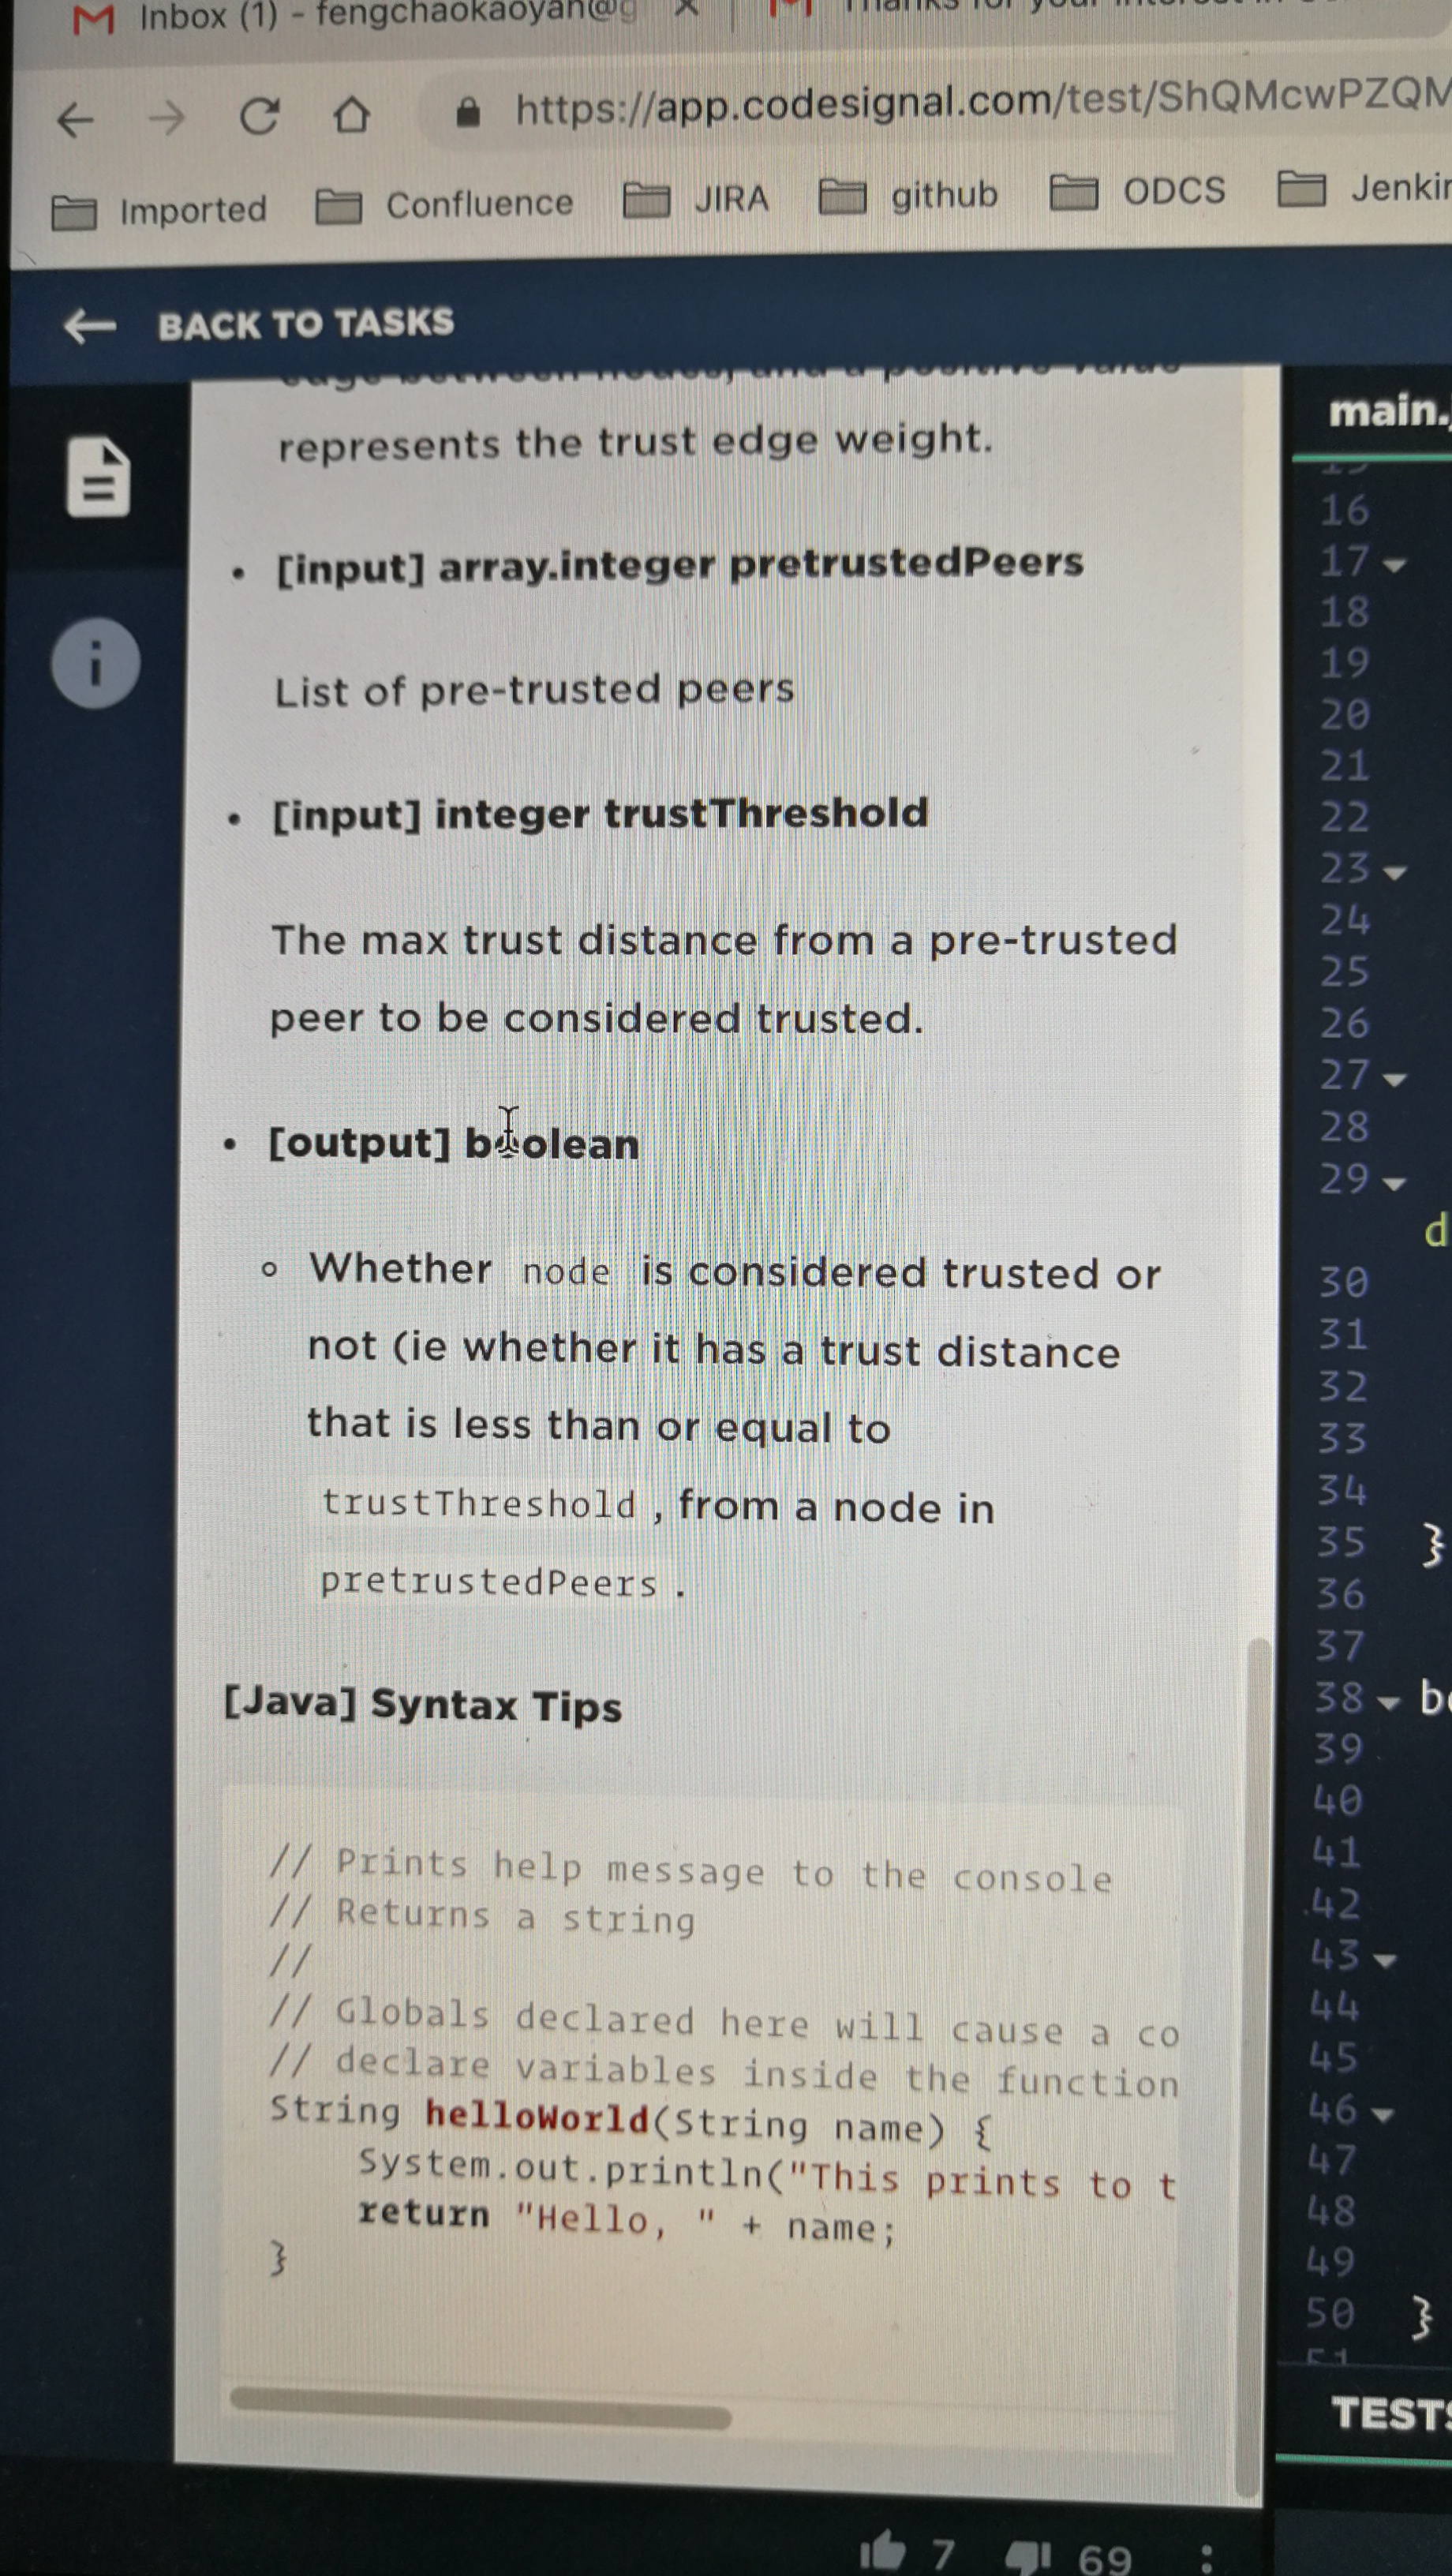 Inbox (1) - fengchaokaoyan@g
https://app.codesignal.com/test/ShQMcwPZQM
Imported Confluence JIRA github ODCS Jenkin
BACK TO TASKS
main.
represents the trust edge weight.
• [input] array.integer pretrustedPeers
List of pre-trusted peers
• [input] integer trustThreshold
The max trust distance from a pre-trusted
peer to be considered trusted.
• [output] boolean
Whether node is considered trusted or
not (ie whether it has a trust distance
that is less than or equal to
trustThreshold , from a node in
pretrustedPeers .
[Java] Syntax Tips
// Prints help message to the console
// Returns a string
//
// Globals declared here will cause a co
// declare variables inside the function
String helloWorld(String name) {
System.out.println("This prints to t
return "Hello, " + name;
}
7 69
16
17
18
19
20
21
22
23
24
25
26
27
28
29
d
30
31
32
33
34
35 }
36
37
38 bo
39
40
41
42
43
44
45
46
47
48
49
50 }
51
TESTS